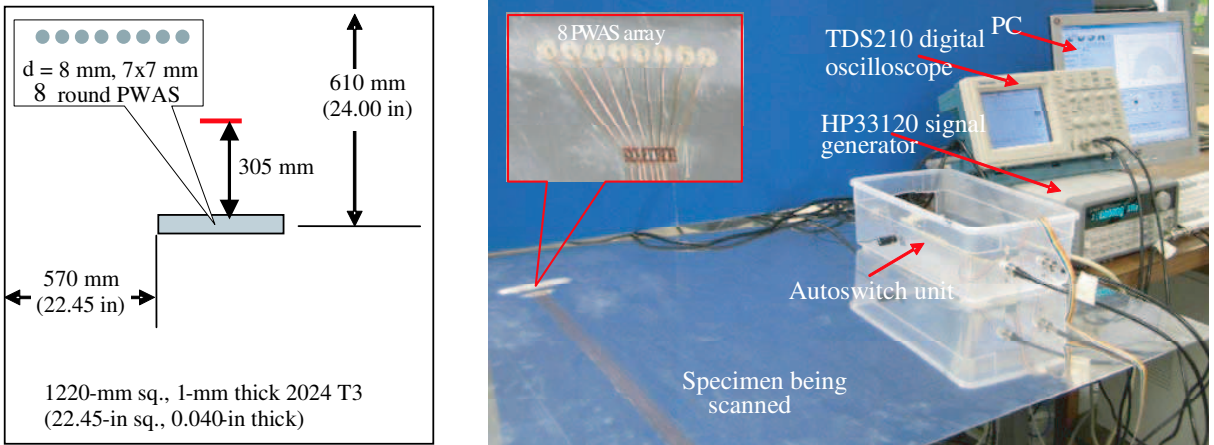 d = 8 mm, 7x7 mm
8 round PWAS
610 mm
(24.00 in)
305 mm
570 mm
(22.45 in)
1220-mm sq., 1-mm thick 2024 T3
(22.45-in sq., 0.040-in thick)
8 PWAS array
TDS210 digital
oscilloscope
PC
HP33120 signal
generator
Autoswitch unit
Specimen being
scanned